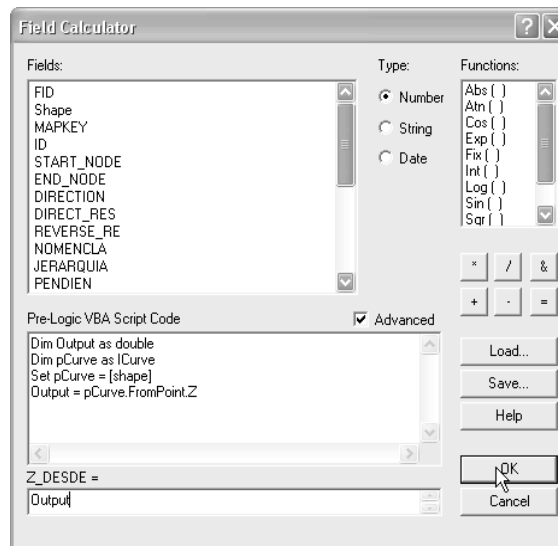 Field Calculator
Fields:
FID
Shape
MAPKEY
ID
START_NODE
END_NODE
DIRECTION
DIRECT_RES
REVERSE_RE
NOMENCLA
JERARQUIA
PENDIEN
Type:
Number
String
Date
Functions:
Abs ( )
Atn ( )
Cos ( )
Exp ( )
Fix ( )
Int ( )
Log ( )
Sin ( )
Sqr ( )
* / &
+ - =
Pre-Logic VBA Script Code
Advanced
Dim Output as double
Dim pCurve as ICurve
Set pCurve = [shape]
Output = pCurve.FromPoint.Z
Z_DESDE =
Output
Load...
Save...
Help
OK
Cancel